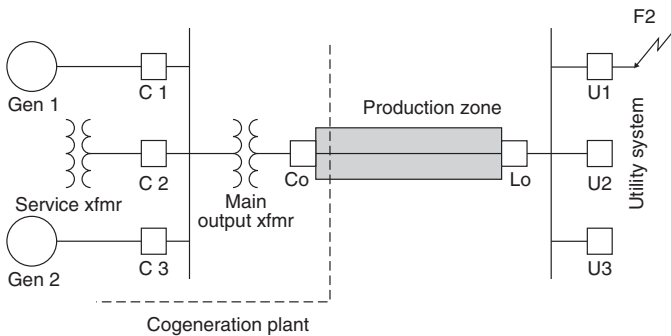 F2
Gen 1
C 1
Production zone
U1
Service xfmr
C 2
Main
output xfmr
Co
Lo
U2
Utility system
Gen 2
C 3
U3
Cogeneration plant